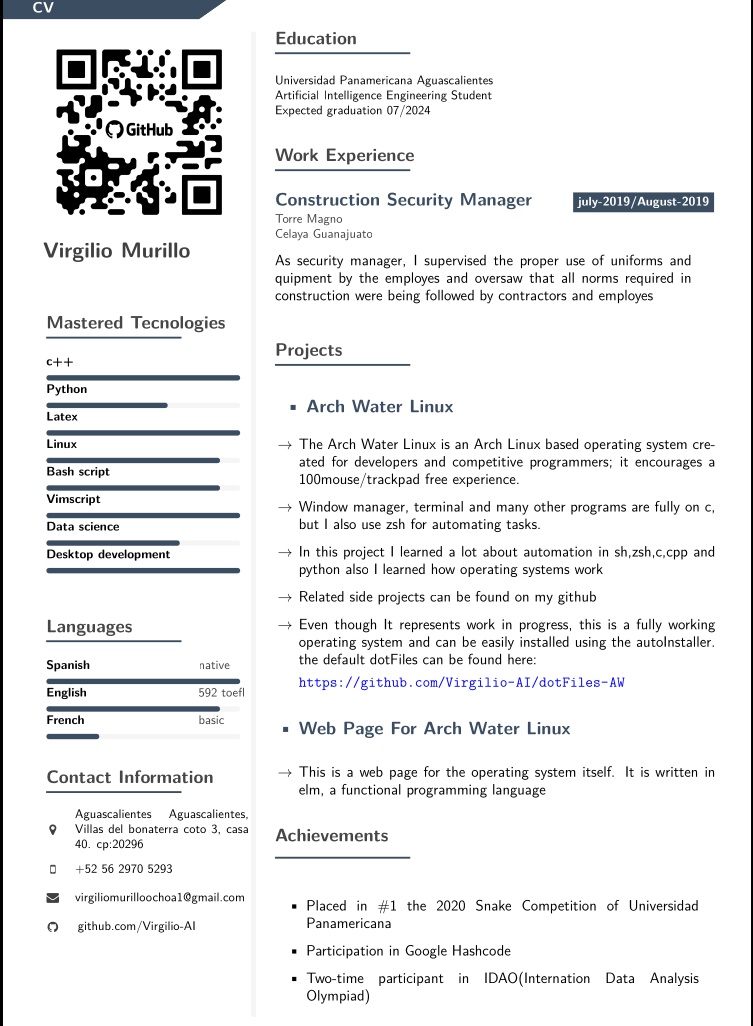 CV
GitHub
Virgilio Murillo
Mastered Tecnologies
c++
Python
Latex
Linux
Bash script
Vimscript
Data science
Desktop development
Languages
Spanish native
English 592 toefl
French basic
Contact Information
Aguascalientes Aguascalientes,
Villas del bonaterra coto 3, casa
40. cp:20296
+52 56 2970 5293
virgiliomurilloochoa1@gmail.com
github.com/Virgilio-AI
Education
Universidad Panamericana Aguascalientes
Artificial Intelligence Engineering Student
Expected graduation 07/2024
Work Experience
Construction Security Manager july-2019/August-2019
Torre Magno
Celaya Guanajuato
As security manager, I supervised the proper use of uniforms and
quipment by the employes and oversaw that all norms required in
construction were being followed by contractors and employes
Projects
▪ Arch Water Linux
→ The Arch Water Linux is an Arch Linux based operating system cre-
ated for developers and competitive programmers; it encourages a
100mouse/trackpad free experience.
→ Window manager, terminal and many other programs are fully on c,
but I also use zsh for automating tasks.
→ In this project I learned a lot about automation in sh,zsh,c,cpp and
python also I learned how operating systems work
→ Related side projects can be found on my github
→ Even though It represents work in progress, this is a fully working
operating system and can be easily installed using the autoInstaller.
the default dotFiles can be found here:
https://github.com/Virgilio-AI/dotFiles-AW
▪ Web Page For Arch Water Linux
→ This is a web page for the operating system itself. It is written in
elm, a functional programming language
Achievements
▪ Placed in #1 the 2020 Snake Competition of Universidad
Panamericana
▪ Participation in Google Hashcode
▪ Two-time participant in IDAO(Internation Data Analysis
Olympiad)